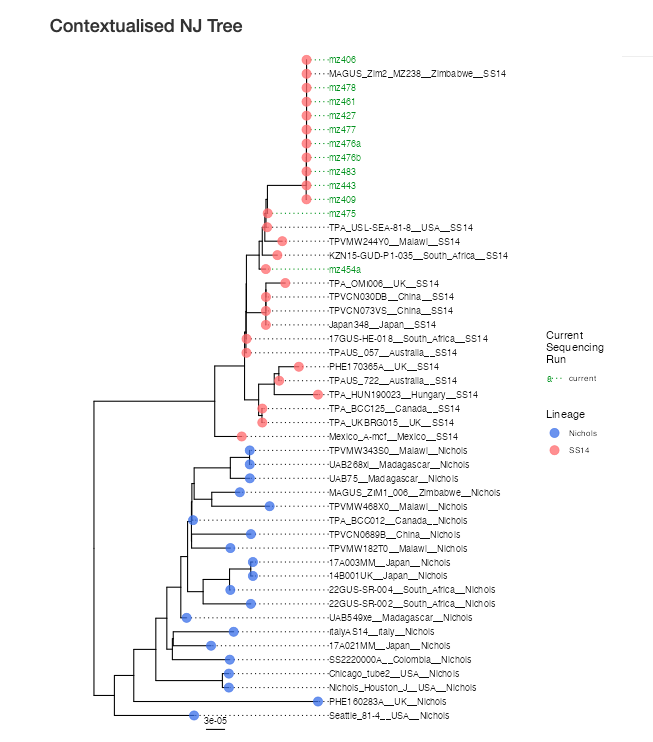 Contextualised NJ Tree
mz406
MAGUS_Zim2_MZ238__Zimbabwe__SS14
mz478
mz461
mz427
mz477
mz476a
mz476b
mz483
mz443
mz409
mz475
TPA_USL-SEA-81-8__USA__SS14
TPVMW244Y0__Malawi__SS14
KZN15-GUD-P1-035__South_Africa__SS14
mz454a
TPA_OMI006__UK__SS14
TPVCN030DB__China__SS14
TPVCN073VS__China__SS14
Japan348__Japan__SS14
17GUS-HE-018__South_Africa__SS14
TPAUS_057__Australia__SS14
PHE170365A__UK__SS14
TPAUS_722__Australia__SS14
TPA_HUN190023__Hungary__SS14
TPA_BCC125__Canada__SS14
TPA_UKBRG015__UK__SS14
Mexico_A-mcf__Mexico__SS14
TPVMW343S0__Malawi__Nichols
UAB268xl__Madagascar__Nichols
UAB75__Madagascar__Nichols
MAGUS_ZIM1_006__Zimbabwe__Nichols
TPVMW468X0__Malawi__Nichols
TPA_BCC012__Canada__Nichols
TPVCN0689B__China__Nichols
TPVMW182T0__Malawi__Nichols
17A003MM__Japan__Nichols
14B001UK__Japan__Nichols
22GUS-SR-004__South_Africa__Nichols
22GUS-SR-002__South_Africa__Nichols
UAB549xe__Madagascar__Nichols
ItalyAS14__Italy__Nichols
17A021MM__Japan__Nichols
SS2220000A__Colombia__Nichols
Chicago_tube2__USA__Nichols
Nichols_Houston_J__USA__Nichols
PHE160283A__UK__Nichols
Seattle_81-4__USA__Nichols
3e-05
Current
Sequencing
Run
a current
Lineage
Nichols
SS14